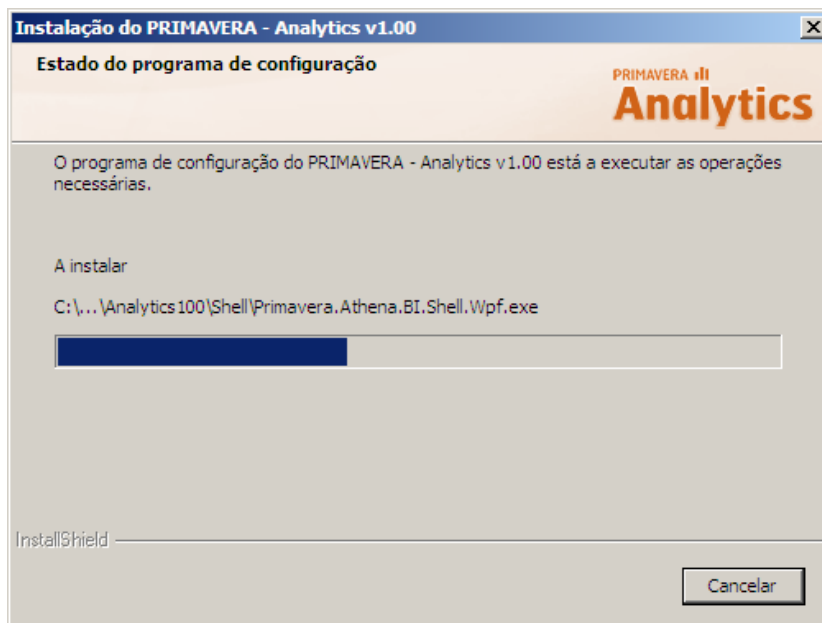 Instalação do PRIMAVERA - Analytics v1.00
Estado do programa de configuração
PRIMAVERA
Analytics
O programa de configuração do PRIMAVERA - Analytics v1.00 está a executar as operações
necessárias.
A instalar
C:\...\Analytics100\Shell\Primavera.Athena.BI.Shell.Wpf.exe
InstallShield
Cancelar